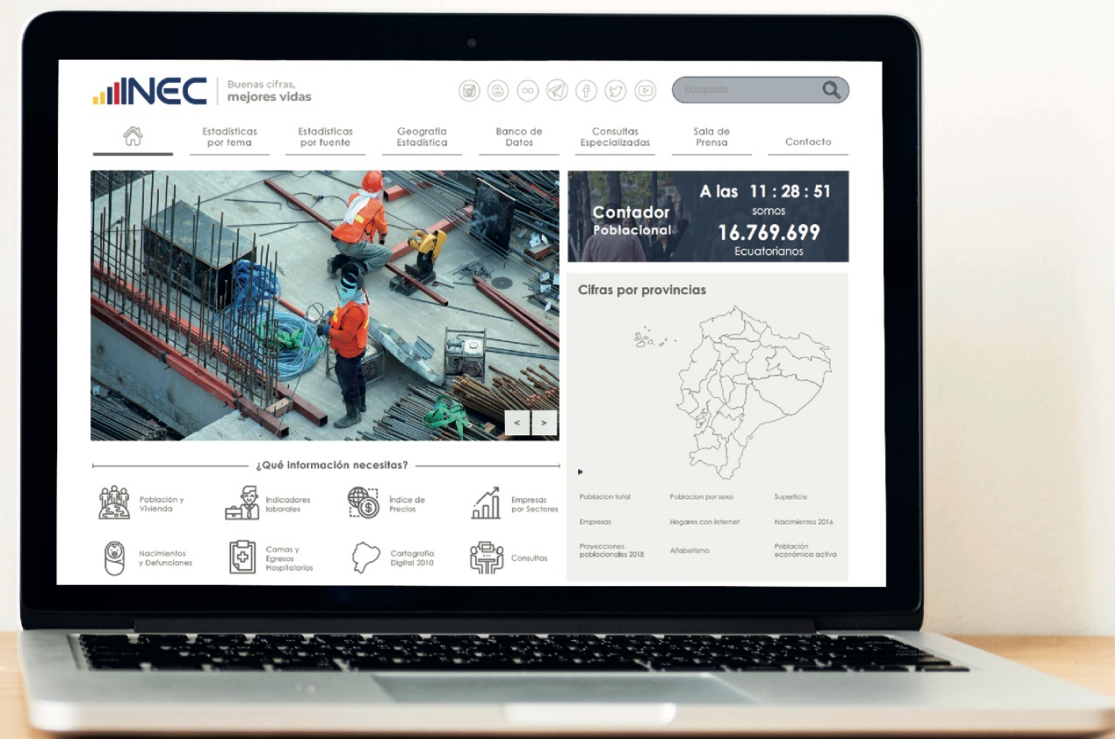 INEC
Buenas cifras,
mejores vidas
Búsqueda
Estadísticas
por tema
Estadísticas
por fuente
Geografía
Estadística
Banco de
Datos
Consultas
Especializadas
Sala de
Prensa
Contacto
Contador
Poblacional
A las 11 : 28 : 51
somos
16.769.699
Ecuatorianos
Cifras por provincias
< >
¿Qué información necesitas?
Población y
Vivienda
Indicadores
laborales
Índice de
Precios
Empresas
por Sectores
Nacimientos
y Defunciones
Camas y
Egresos
Hospitalarios
Cartografía
Digital 2010
Consultas
Poblacion total
Poblacion por sexo
Superficie
Empresas
Hogares con internet
Nacimientos 2016
Proyecciones
poblacionales 2018
Alfabetismo
Población
económica activa